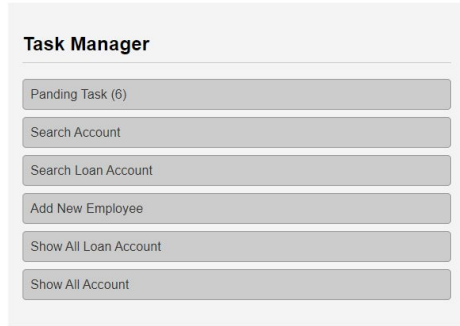 Task Manager
Panding Task (6)
Search Account
Search Loan Account
Add New Employee
Show All Loan Account
Show All Account